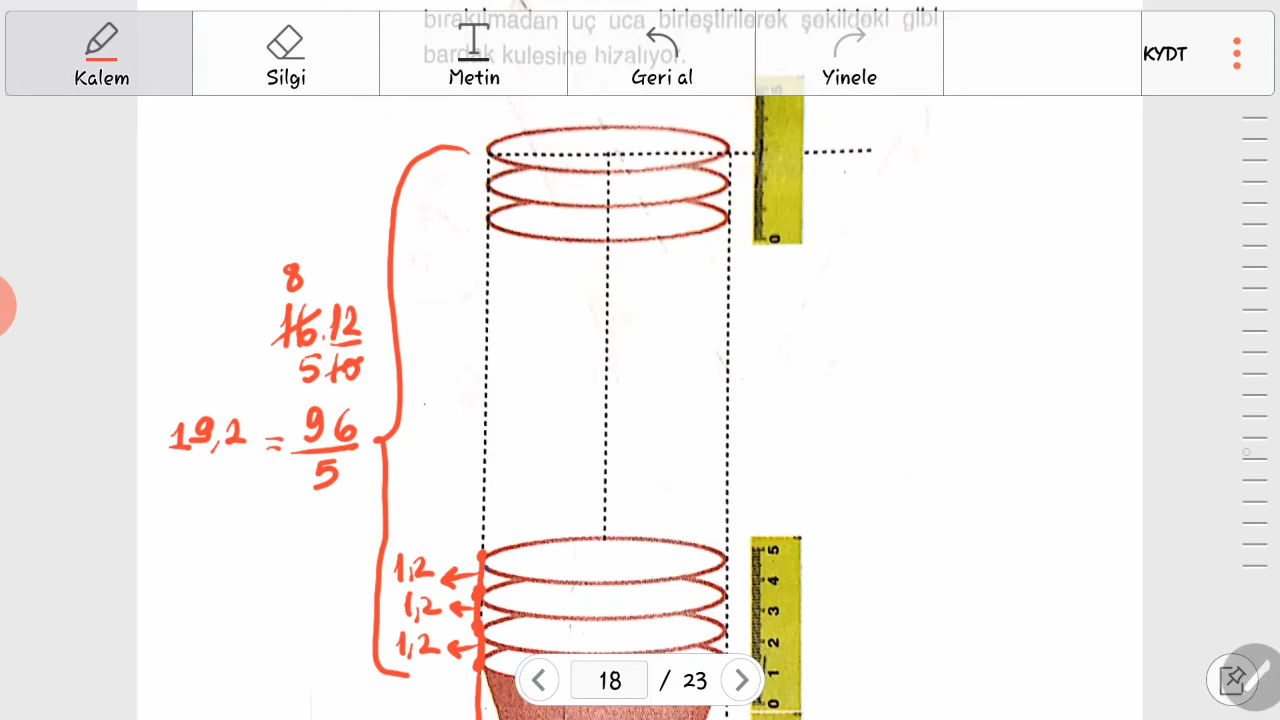 bırakılmadan uç uca birleştirilerek şekildeki gibi
bardak kulesine hizalıyor.
Kalem
Silgi
Metin
Geri al
Yinele
KYDT
5
0
8
16.12
5 10
19,2 = 96
5
1,2
1,2
1,2
5
4
3
2
1
0
18 / 23